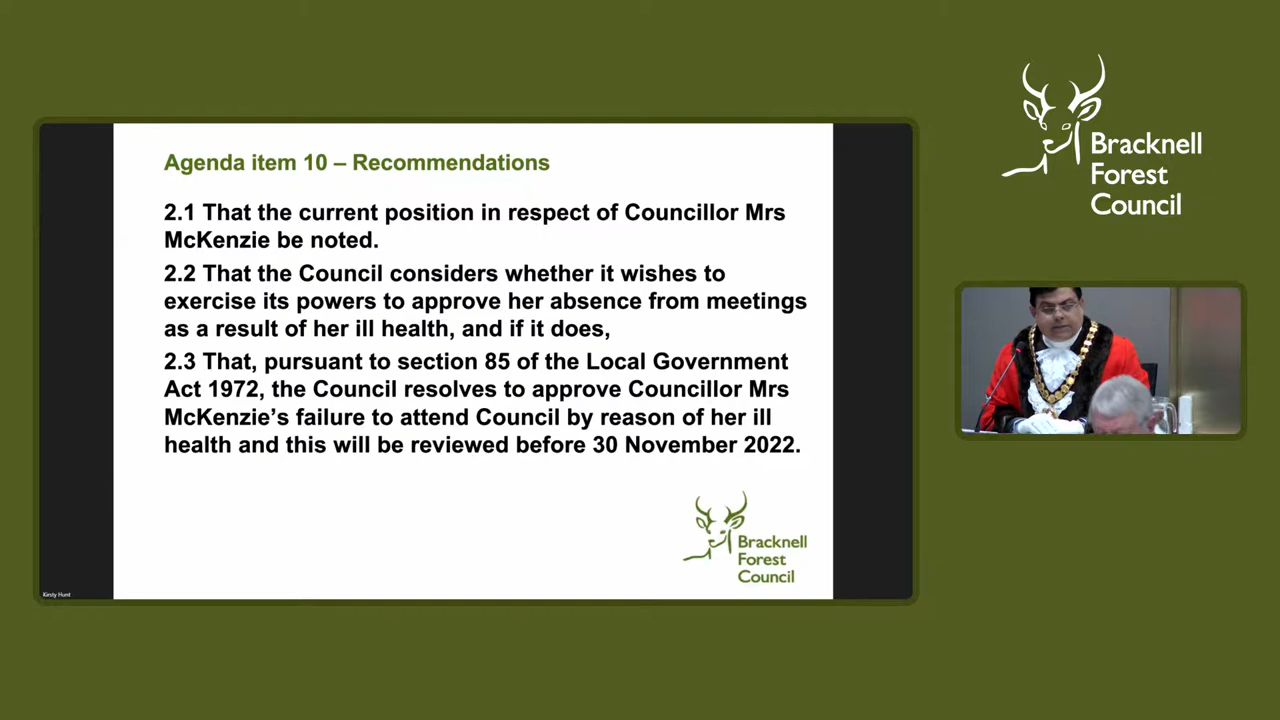 Agenda item 10 – Recommendations
2.1 That the current position in respect of Councillor Mrs
McKenzie be noted.
2.2 That the Council considers whether it wishes to
exercise its powers to approve her absence from meetings
as a result of her ill health, and if it does,
2.3 That, pursuant to section 85 of the Local Government
Act 1972, the Council resolves to approve Councillor Mrs
McKenzie’s failure to attend Council by reason of her ill
health and this will be reviewed before 30 November 2022.
Bracknell
Forest
Council
Kirsty Hunt
Bracknell
Forest
Council